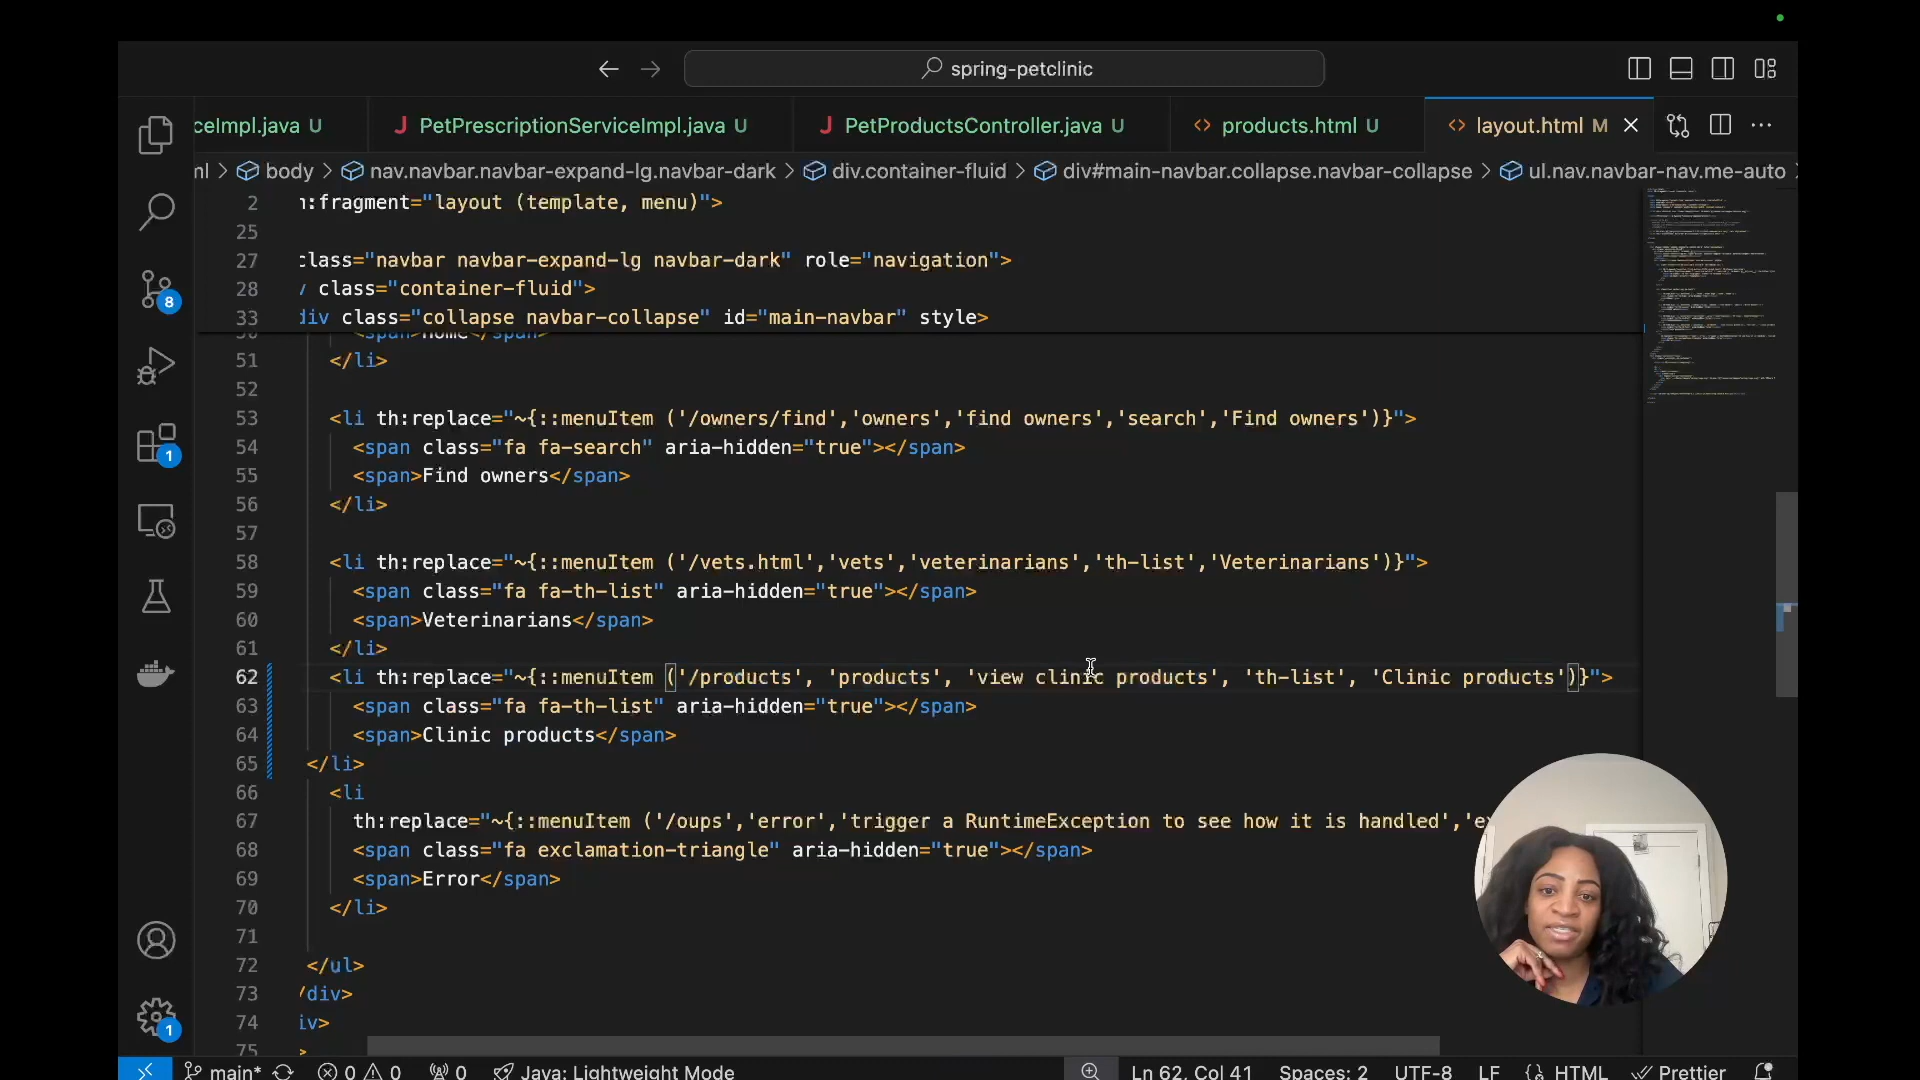 spring-petclinic
ceImpl.java U
PetPrescriptionServiceImpl.java U
PetProductsController.java U
products.html U
layout.html M
ml > body > nav.navbar.navbar-expand-lg.navbar-dark > div.container-fluid > div#main-navbar.collapse.navbar-collapse > ul.nav.navbar-nav.me-auto
2 :fragment="layout (template, menu)">
25
27 class="navbar navbar-expand-lg navbar-dark" role="navigation">
28 class="container-fluid">
33 div class="collapse navbar-collapse" id="main-navbar" style>
50 <span>Home</span>
51 </li>
52
53 <li th:replace="~{::menuItem ('/owners/find','owners','find owners','search','Find owners')}">
54 <span class="fa fa-search" aria-hidden="true"></span>
55 <span>Find owners</span>
56 </li>
57
58 <li th:replace="~{::menuItem ('/vets.html','vets','veterinarians','th-list','Veterinarians')}">
59 <span class="fa fa-th-list" aria-hidden="true"></span>
60 <span>Veterinarians</span>
61 </li>
62 <li th:replace="~{::menuItem ('/products', 'products', 'view clinic products', 'th-list', 'Clinic products')}">
63 <span class="fa fa-th-list" aria-hidden="true"></span>
64 <span>Clinic products</span>
65 </li>
66 <li
67 th:replace="~{::menuItem ('/oups','error','trigger a RuntimeException to see how it is handled','ex
68 <span class="fa exclamation-triangle" aria-hidden="true"></span>
69 <span>Error</span>
70 </li>
71
72 </ul>
73 /div>
74 iv>
75 >
8
1
1
main* 0 0 0 Java: Lightweight Mode Ln 62, Col 41 Spaces: 2 UTF-8 LF {} HTML Prettier